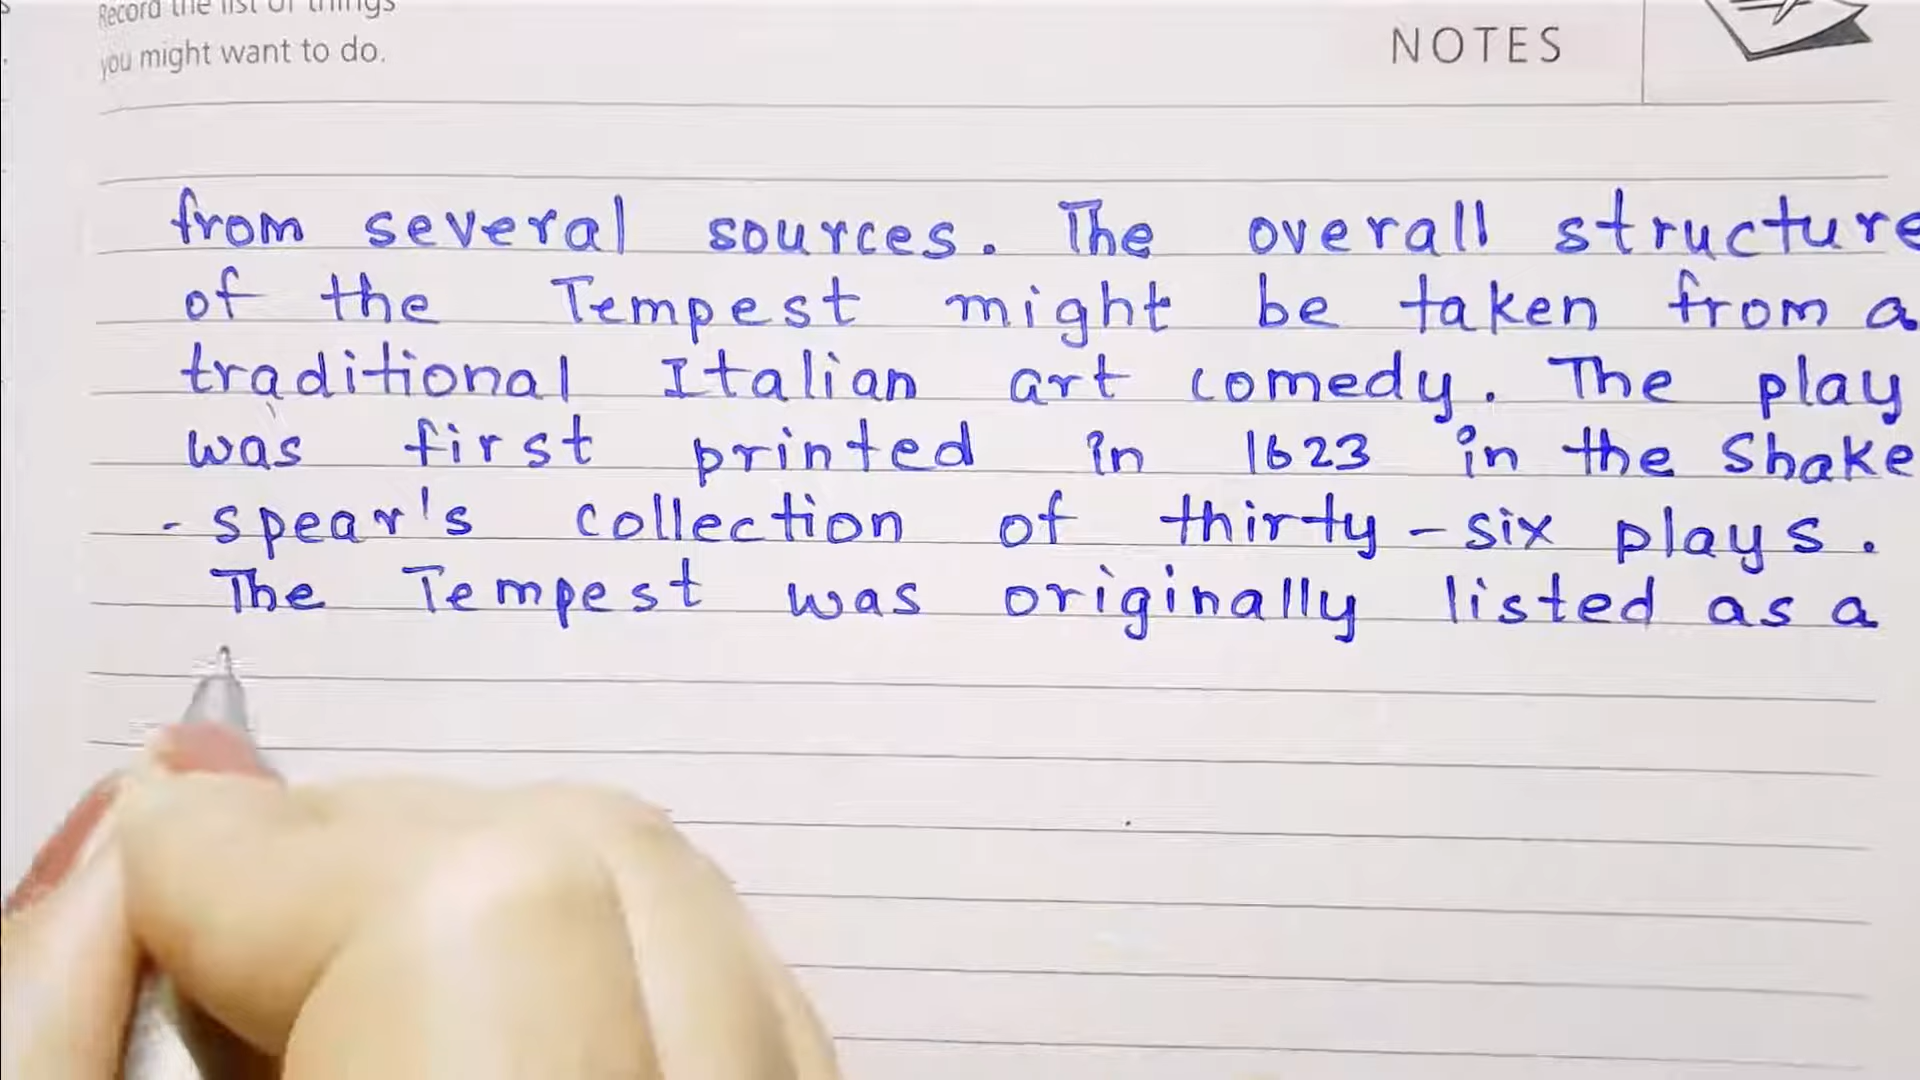 Record the list of things
you might want to do.
NOTES
from several sources. The overall structure
of the Tempest might be taken from a
traditional Italian art comedy. The play
was first printed in 1623 in the Shake
- spear's collection of thirty - six plays.
The Tempest was originally listed as a